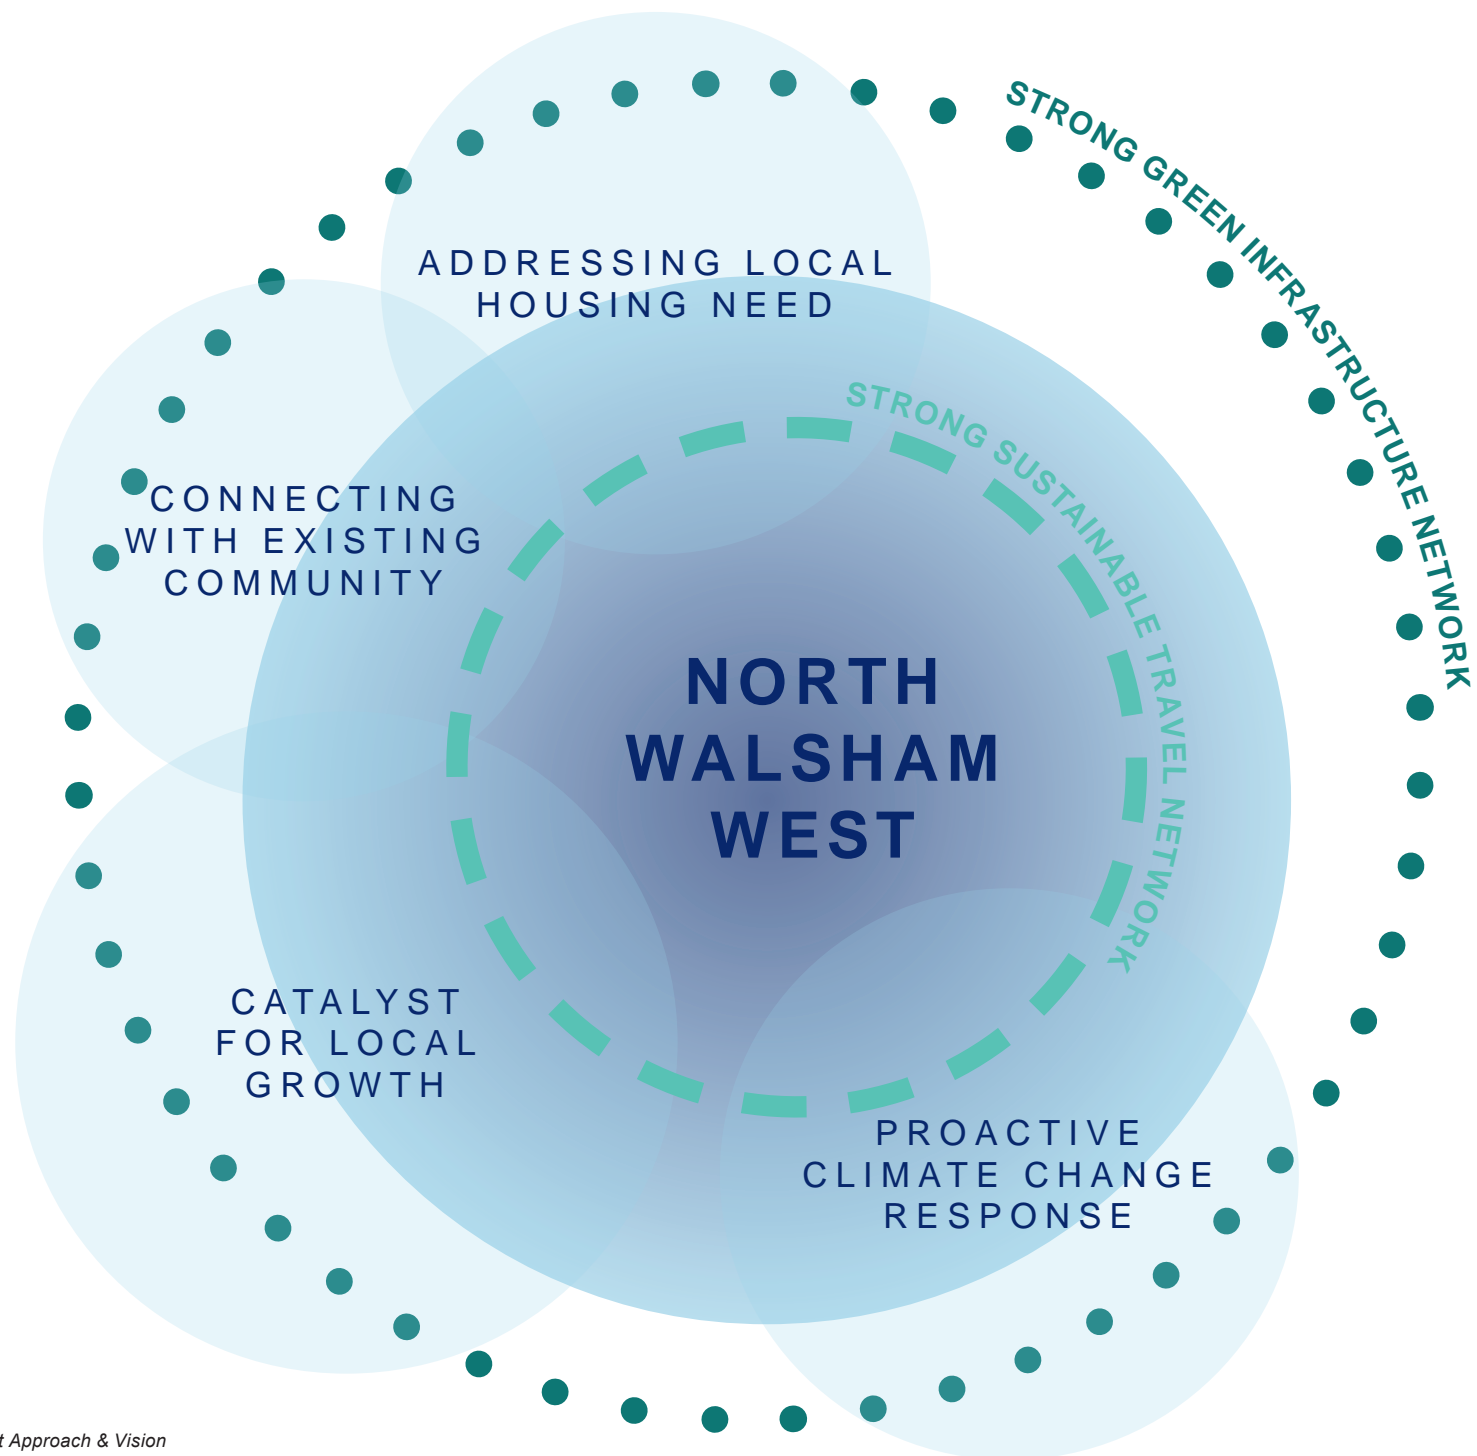 STRONG GREEN INFRASTRUCTURE NETWORK
ADDRESSING LOCAL
HOUSING NEED
STRONG SUSTAINABLE TRAVEL NETWORK
CONNECTING
WITH EXISTING
COMMUNITY
NORTH
WALSHAM
WEST
CATALYST
FOR LOCAL
GROWTH
PROACTIVE
CLIMATE CHANGE
RESPONSE
t Approach & Vision